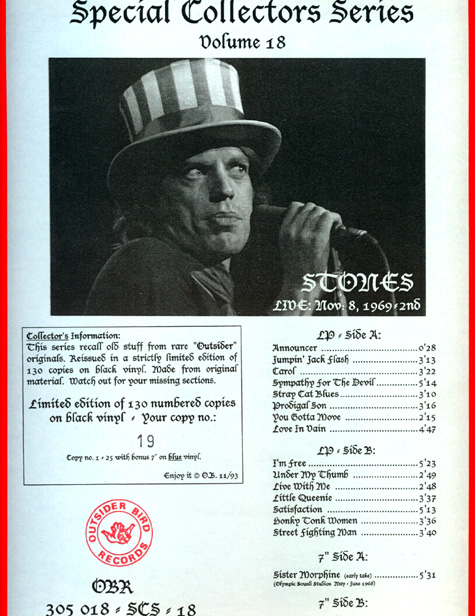 Special Collectors Series
Volume 18
STONES
LIVE: Nov. 8, 1969 - 2nd
Collector's Information:
This series recall old stuff from rare "Outsider"
originals. Reissued in a strictly limited edition of
130 copies on black vinyl. Made from original
material. Watch out for your missing sections.
Limited edition of 130 numbered copies
on black vinyl - Your copy no.:
19
Copy no. 1 - 25 with bonus 7" on blue vinyl.
Enjoy it © O.B. 11/93
OUTSIDER BIRD
RECORDS
OBR
305 018 - SCS - 18
LP - Side A:
Announcer ........ 0'28
Jumpin' Jack Flash ........ 3'13
Carol ........ 3'22
Sympathy For The Devil ........ 5'14
Stray Cat Blues ........ 3'10
Prodigal Son ........ 3'16
You Gotta Move ........ 2'15
Love In Vain ........ 4'47
LP - Side B:
I'm Free ........ 5'23
Under My Thumb ........ 2'49
Live With Me ........ 2'48
Little Queenie ........ 3'37
Satisfaction ........ 5'13
Honky Tonk Women ........ 3'36
Street Fighting Man ........ 3'40
7" Side A:
Sister Morphine (early take) ........ 5'31
(Olympic Sound Studios May - June 1968)
7" Side B: